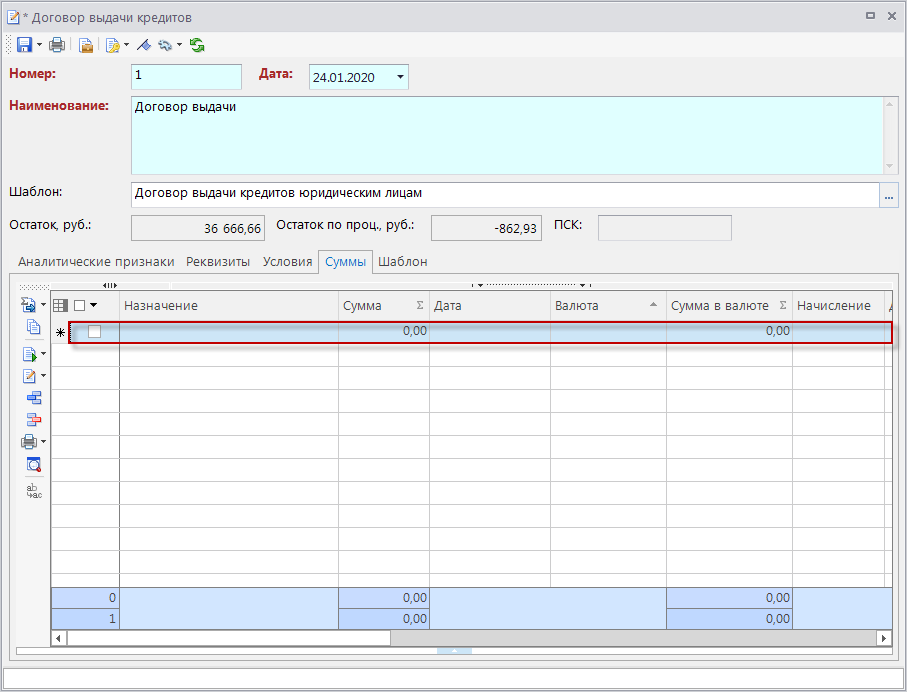 * Договор выдачи кредитов
Номер: 1 Дата: 24.01.2020
Наименование: Договор выдачи
Шаблон: Договор выдачи кредитов юридическим лицам ...
Остаток, руб.: 36 666,66 Остаток по проц., руб.: -862,93 ПСК:
Аналитические признаки Реквизиты Условия Суммы Шаблон
Назначение Сумма Σ Дата Валюта Сумма в валюте Σ Начисление
* 0,00 0,00
0 0,00 0,00
1 0,00 0,00
ab
ac